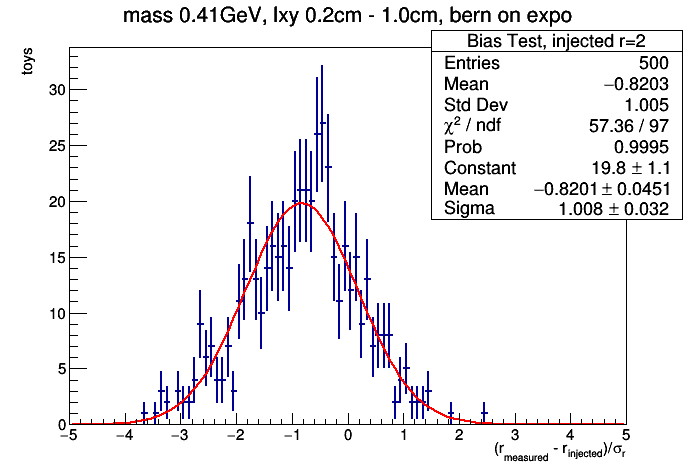 mass 0.41GeV, lxy 0.2cm - 1.0cm, bern on expo
Bias Test, injected r=2
Entries 500
Mean −0.8203
Std Dev 1.005
χ² / ndf 57.36 / 97
Prob 0.9995
Constant 19.8 ± 1.1
Mean −0.8201 ± 0.0451
Sigma 1.008 ± 0.032
toys
30
25
20
15
10
5
0
−5 −4 −3 −2 −1 0 1 2 3 4 5
(r_measured - r_injected)/σ_r